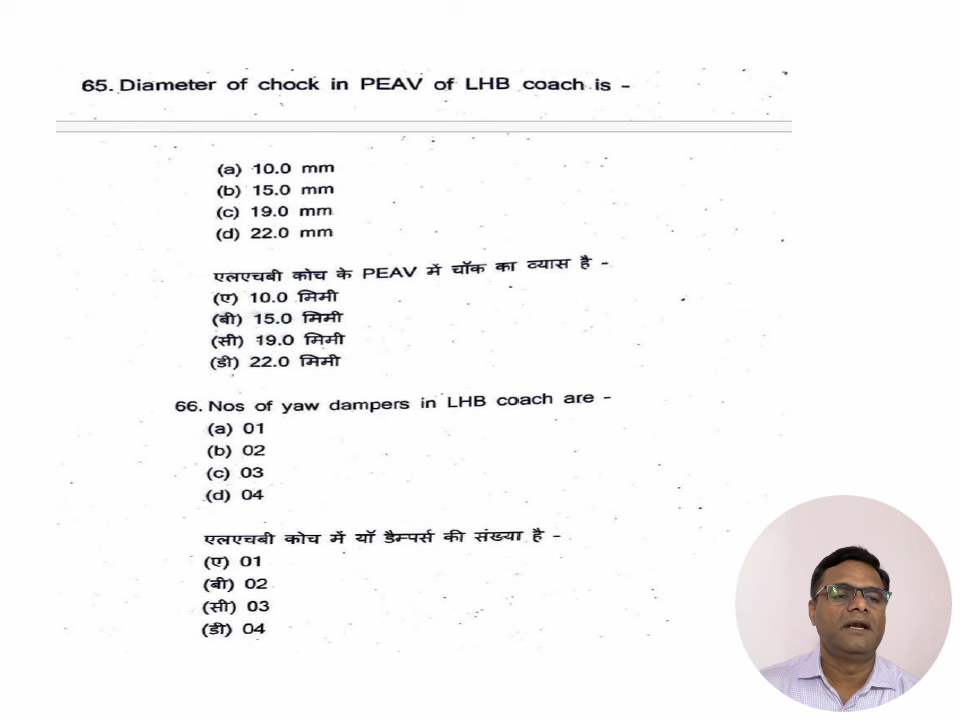 65. Diameter of chock in PEAV of LHB coach is -
(a) 10.0 mm
(b) 15.0 mm
(c) 19.0 mm
(d) 22.0 mm
एलएचबी कोच के PEAV में चॉक का व्यास है -
(ए) 10.0 मिमी
(बी) 15.0 मिमी
(सी) 19.0 मिमी
(डी) 22.0 मिमी
66. Nos of yaw dampers in LHB coach are -
(a) 01
(b) 02
(c) 03
(d) 04
एलएचबी कोच में यॉ डैम्पर्स की संख्या है -
(ए) 01
(बी) 02
(सी) 03
(डी) 04